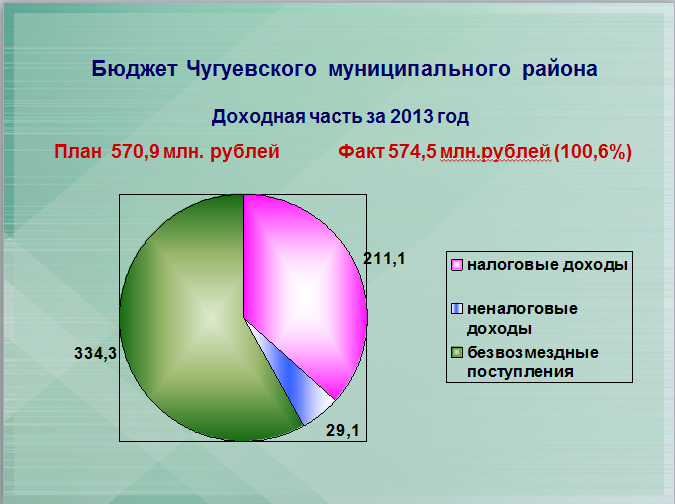 Бюджет Чугуевского муниципального района
Доходная часть за 2013 год
План 570,9 млн. рублей Факт 574,5 млн.рублей (100,6%)
211,1
налоговые доходы
неналоговые
доходы
334,3
безвозмездные
поступления
29,1